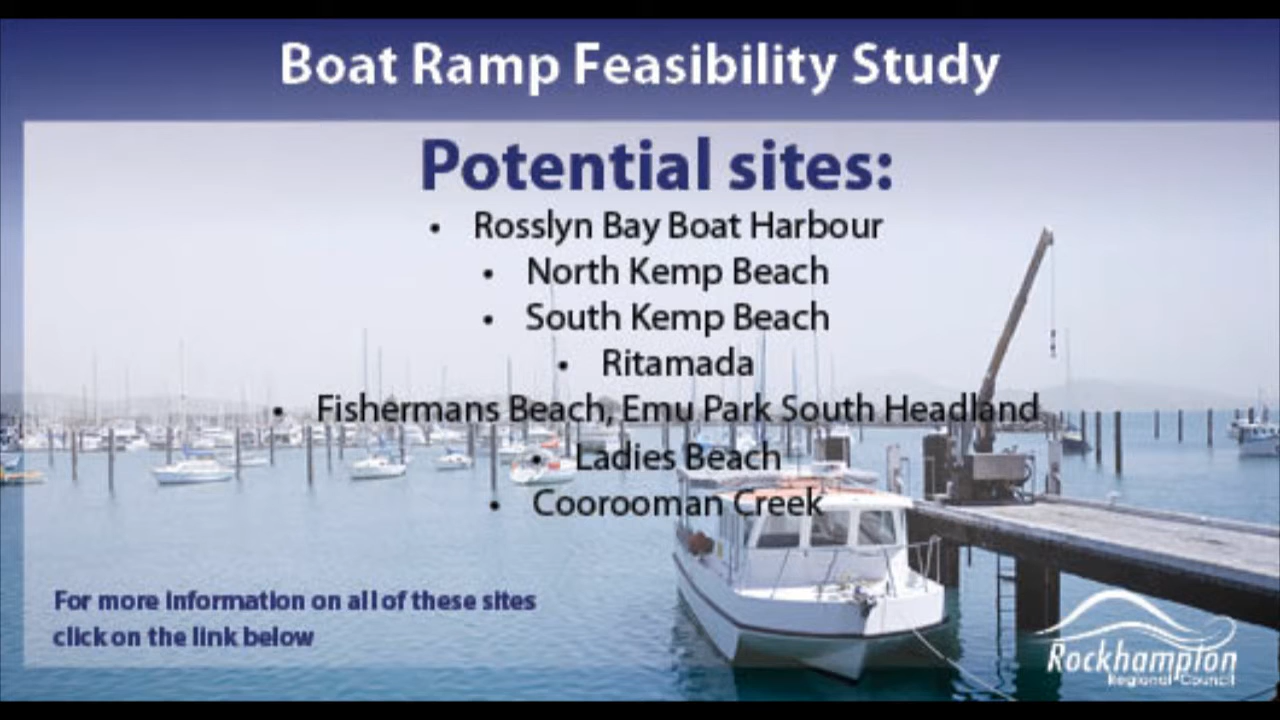 Boat Ramp Feasibility Study
Potential sites:
• Rosslyn Bay Boat Harbour
• North Kemp Beach
• South Kemp Beach
• Ritamada
• Fishermans Beach, Emu Park South Headland
• Ladies Beach
• Coorooman Creek
For more information on all of these sites
click on the link below
Rockhampton
Regional Council